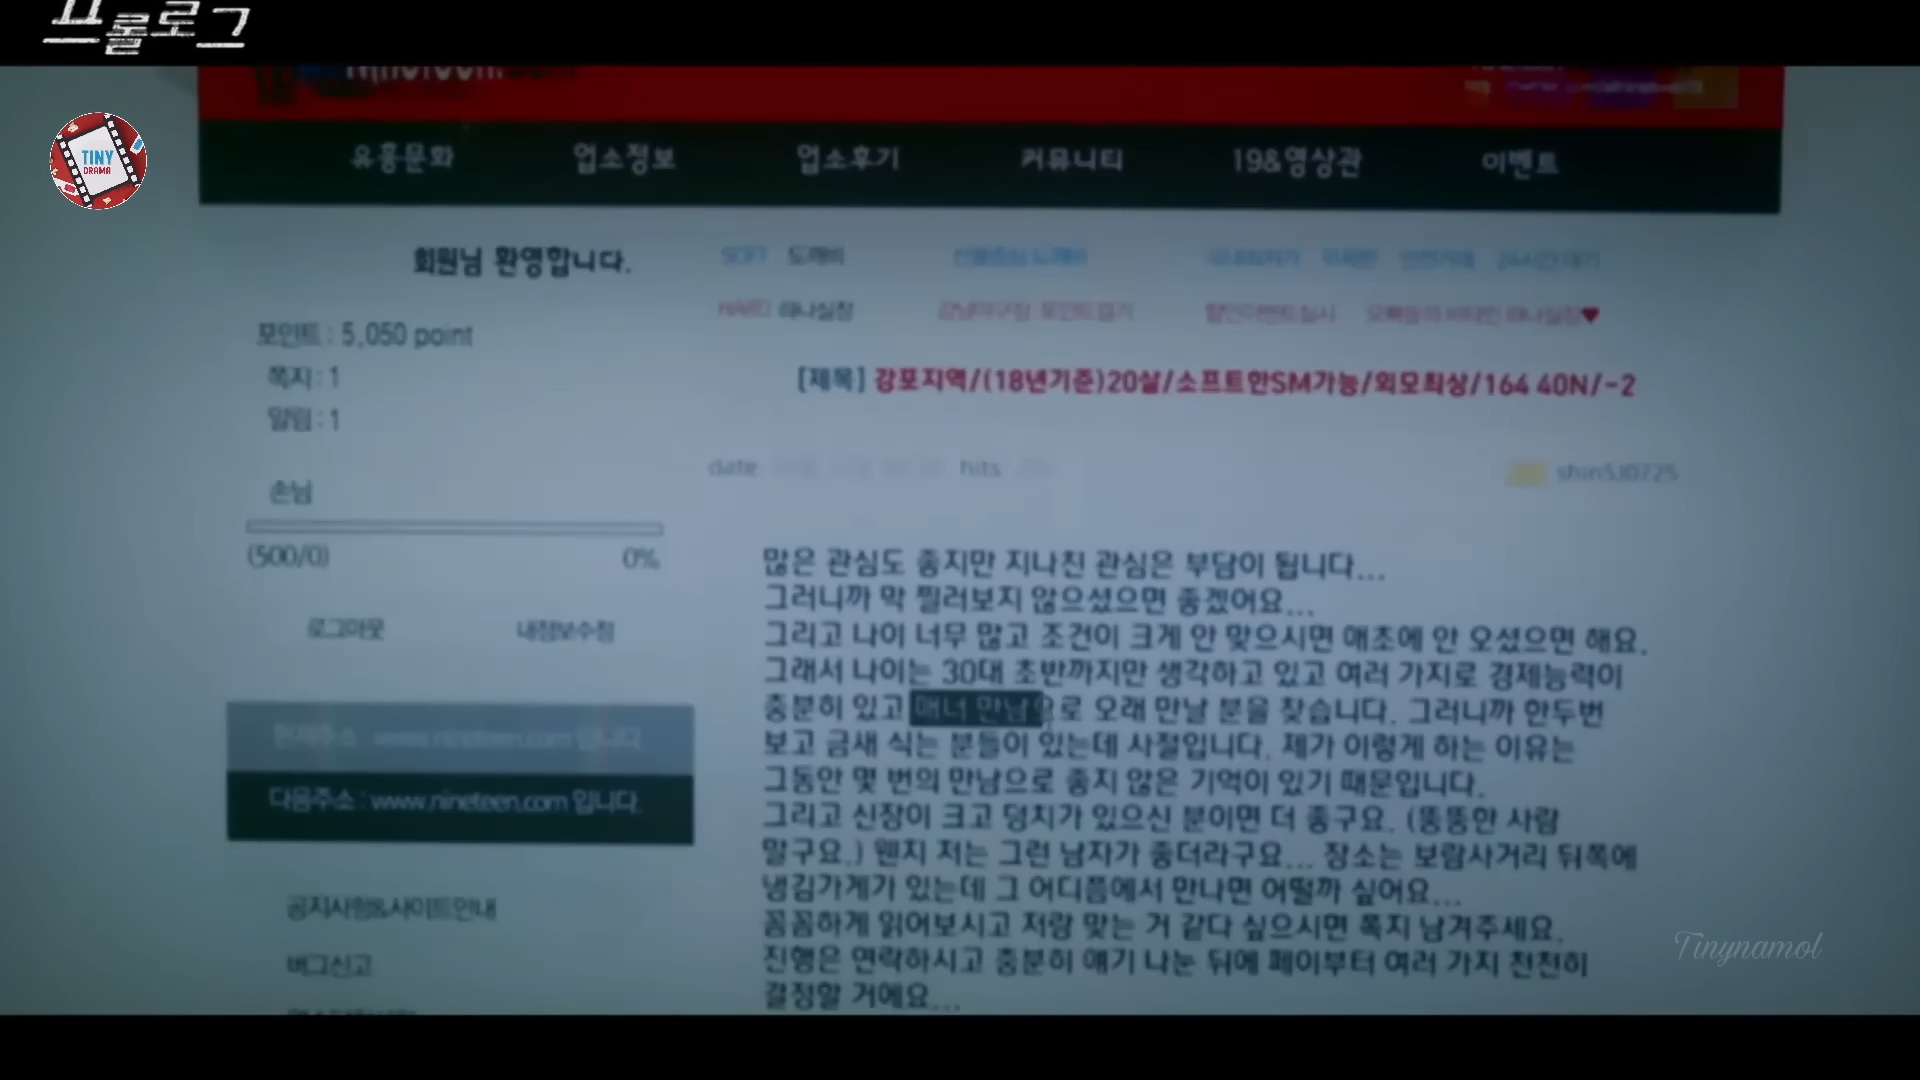 프롤로그
TINY
DRAMA
유흥문화 업소정보 업소후기 커뮤니티 19&영상관 이벤트
회원님 환영합니다.
포인트 : 5,050 point
쪽지 : 1
알림 : 1
손님
(500/0) 0%
로그아웃 내정보수정
현재주소 : www.nineteen.com 입니다.
다음주소 : www.nineteen.com 입니다.
공지사항&사이트안내
버그신고
SOFT 도깨비
HARD 하나실장
[제목] 강포지역/(18년기준)20살/소프트한SM가능/외모최상/164 40N/-2
date hits shinSJ0725
많은 관심도 좋지만 지나친 관심은 부담이 됩니다...
그러니까 막 찔러보지 않으셨으면 좋겠어요...
그리고 나이 너무 많고 조건이 크게 안 맞으시면 애초에 안 오셨으면 해요.
그래서 나이는 30대 초반까지만 생각하고 있고 여러 가지로 경제능력이
충분히 있고 매너 만남으로 오래 만날 분을 찾습니다. 그러니까 한두번
보고 금새 식는 분들이 있는데 사절입니다. 제가 이렇게 하는 이유는
그동안 몇 번의 만남으로 좋지 않은 기억이 있기 때문입니다.
그리고 신장이 크고 덩치가 있으신 분이면 더 좋구요. (뚱뚱한 사람
말구요.) 웬지 저는 그런 남자가 좋더라구요... 장소는 보람사거리 뒤쪽에
냉김가게가 있는데 그 어디쯤에서 만나면 어떨까 싶어요...
꼼꼼하게 읽어보시고 저랑 맞는 거 같다 싶으시면 쪽지 남겨주세요.
진행은 연락하시고 충분히 얘기 나눈 뒤에 페이부터 여러 가지 천천히
결정할 거에요...
Tinynamol